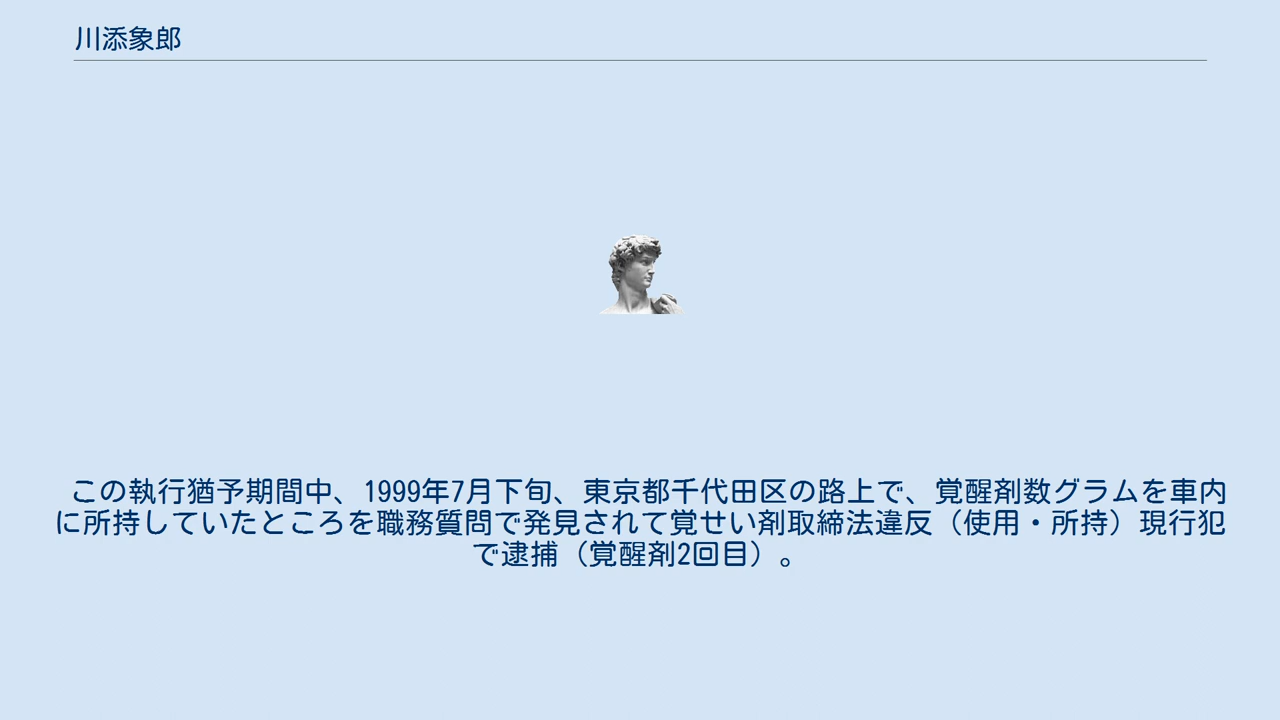 川添象郎
この執行猶予期間中、1999年7月下旬、東京都千代田区の路上で、覚醒剤数グラムを車内
に所持していたところを職務質問で発見されて覚せい剤取締法違反（使用・所持）現行犯
で逮捕（覚醒剤2回目）。